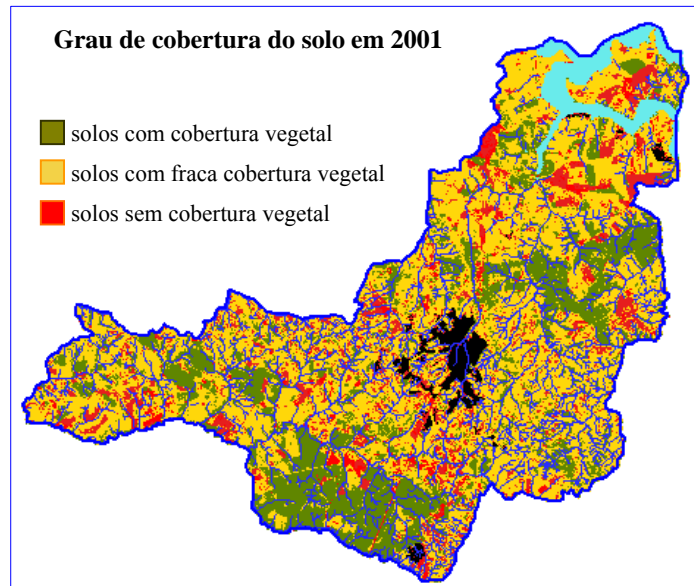 Grau de cobertura do solo em 2001
solos com cobertura vegetal
solos com fraca cobertura vegetal
solos sem cobertura vegetal